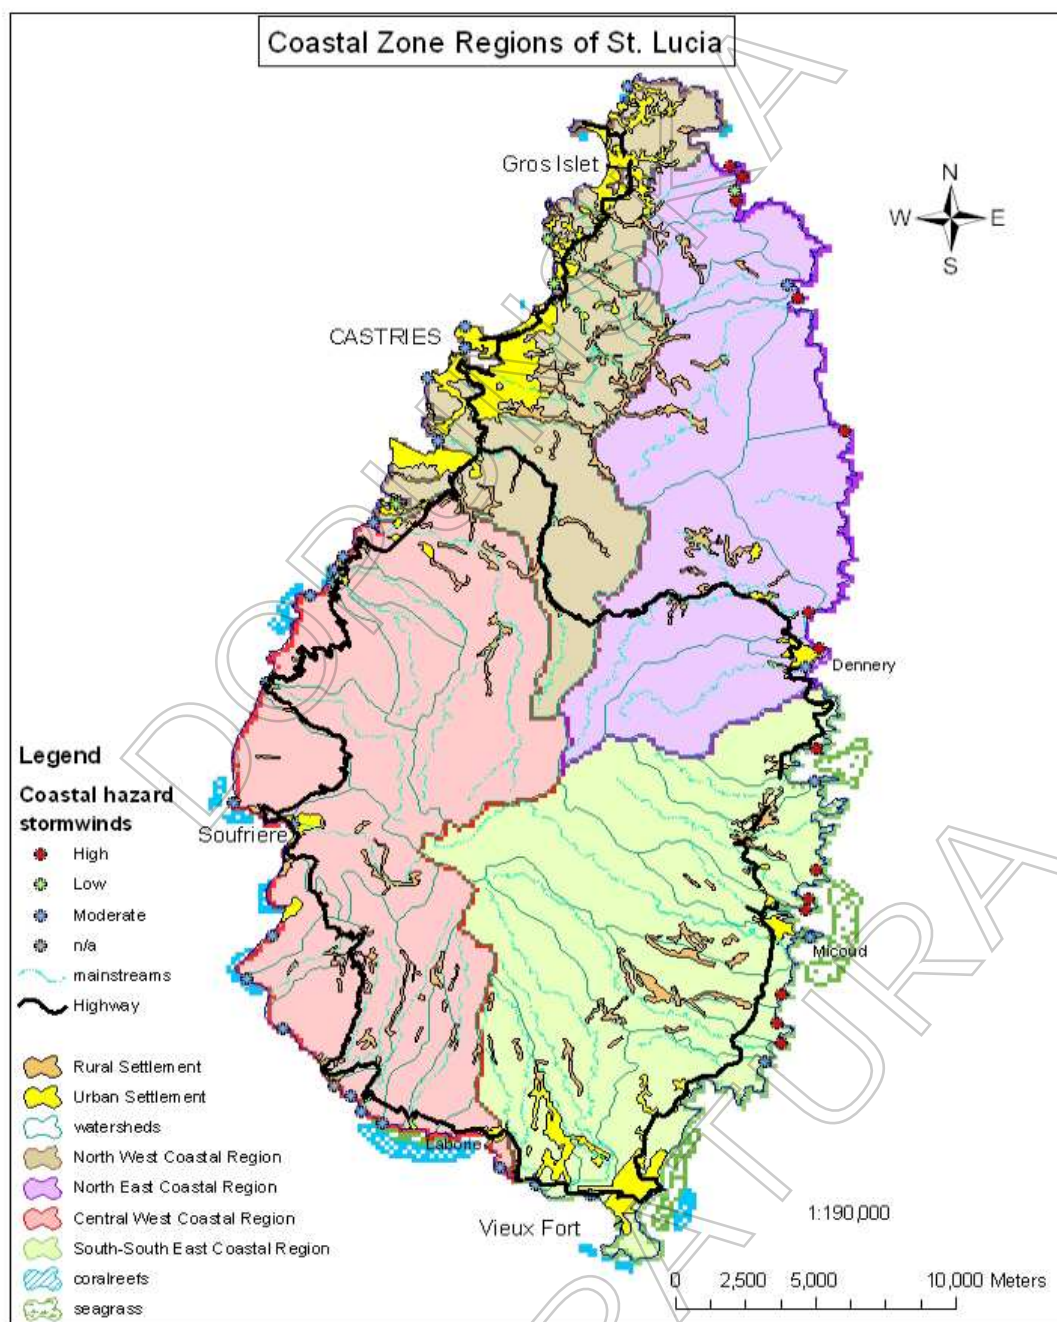 Coastal Zone Regions of St. Lucia
Gros Islet
N
W E
S
CASTRIES
Dennery
Legend
Coastal hazard
stormwinds
High
Low
Moderate
n/a
mainstreams
Highway
Soufriere
Micoud
Rural Settlement
Urban Settlement
watersheds
North West Coastal Region
North East Coastal Region
Central West Coastal Region
South-South East Coastal Region
coralreefs
seagrass
Laborie
Vieux Fort
1:190,000
0 2,500 5,000 10,000 Meters